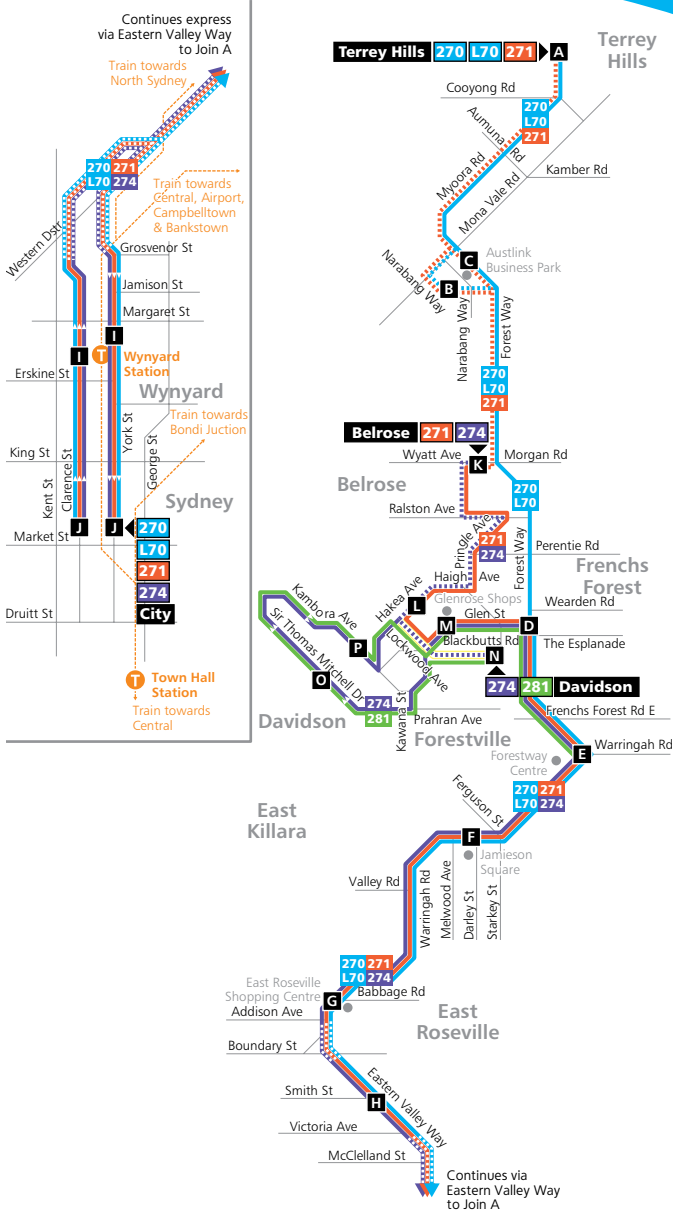 Continues express
via Eastern Valley Way
to Join A
Train towards
North Sydney
270 271
L70 274
Train towards
Central, Airport,
Campbelltown
& Bankstown
Western Dstr
Grosvenor St
Jamison St
Margaret St
I
I
T
Wynyard
Station
Erskine St
Wynyard
Train towards
Bondi Juction
York St
George St
King St
Kent St
Clarence St
Sydney
J
J
270
Market St
L70
271
274
City
Druitt St
T
Town Hall
Station
Train towards
Central
Terrey Hills 270 L70 271
A
Terrey
Hills
Cooyong Rd
270
L70
271
Aumuna Rd
Myoora Rd
Kamber Rd
Mona Vale Rd
C
Austlink
Business Park
B
Narabang Way
Narabang Way
Forest Way
270
L70
271
Belrose 271 274
Wyatt Ave
K
Morgan Rd
Belrose
270
L70
Ralston Ave
Pringle Ave
271
274
Forest Way
Perentie Rd
Haigh Ave
Frenchs
Forest
Hakea Ave
L
Glenrose Shops
Wearden Rd
Kambora Ave
M
Glen St
D
Blackbutts Rd
The Esplanade
Sir Thomas Mitchell Dr
P
Lockwood Ave
N
O
274 281 Davidson
274
281
Kawana St
Davidson
Prahran Ave
Frenchs Forest Rd E
Forestville
Forestway
Centre
E
Warringah Rd
270 271
L70 274
East
Killara
Ferguson St
F
Jamieson
Square
Valley Rd
Warringah Rd
Melwood Ave
Darley St
Starkey St
270 271
L70 274
East Roseville
Shopping Centre
G
Babbage Rd
Addison Ave
East
Roseville
Boundary St
Eastern Valley Way
Smith St
H
Victoria Ave
McClelland St
Continues via
Eastern Valley Way
to Join A